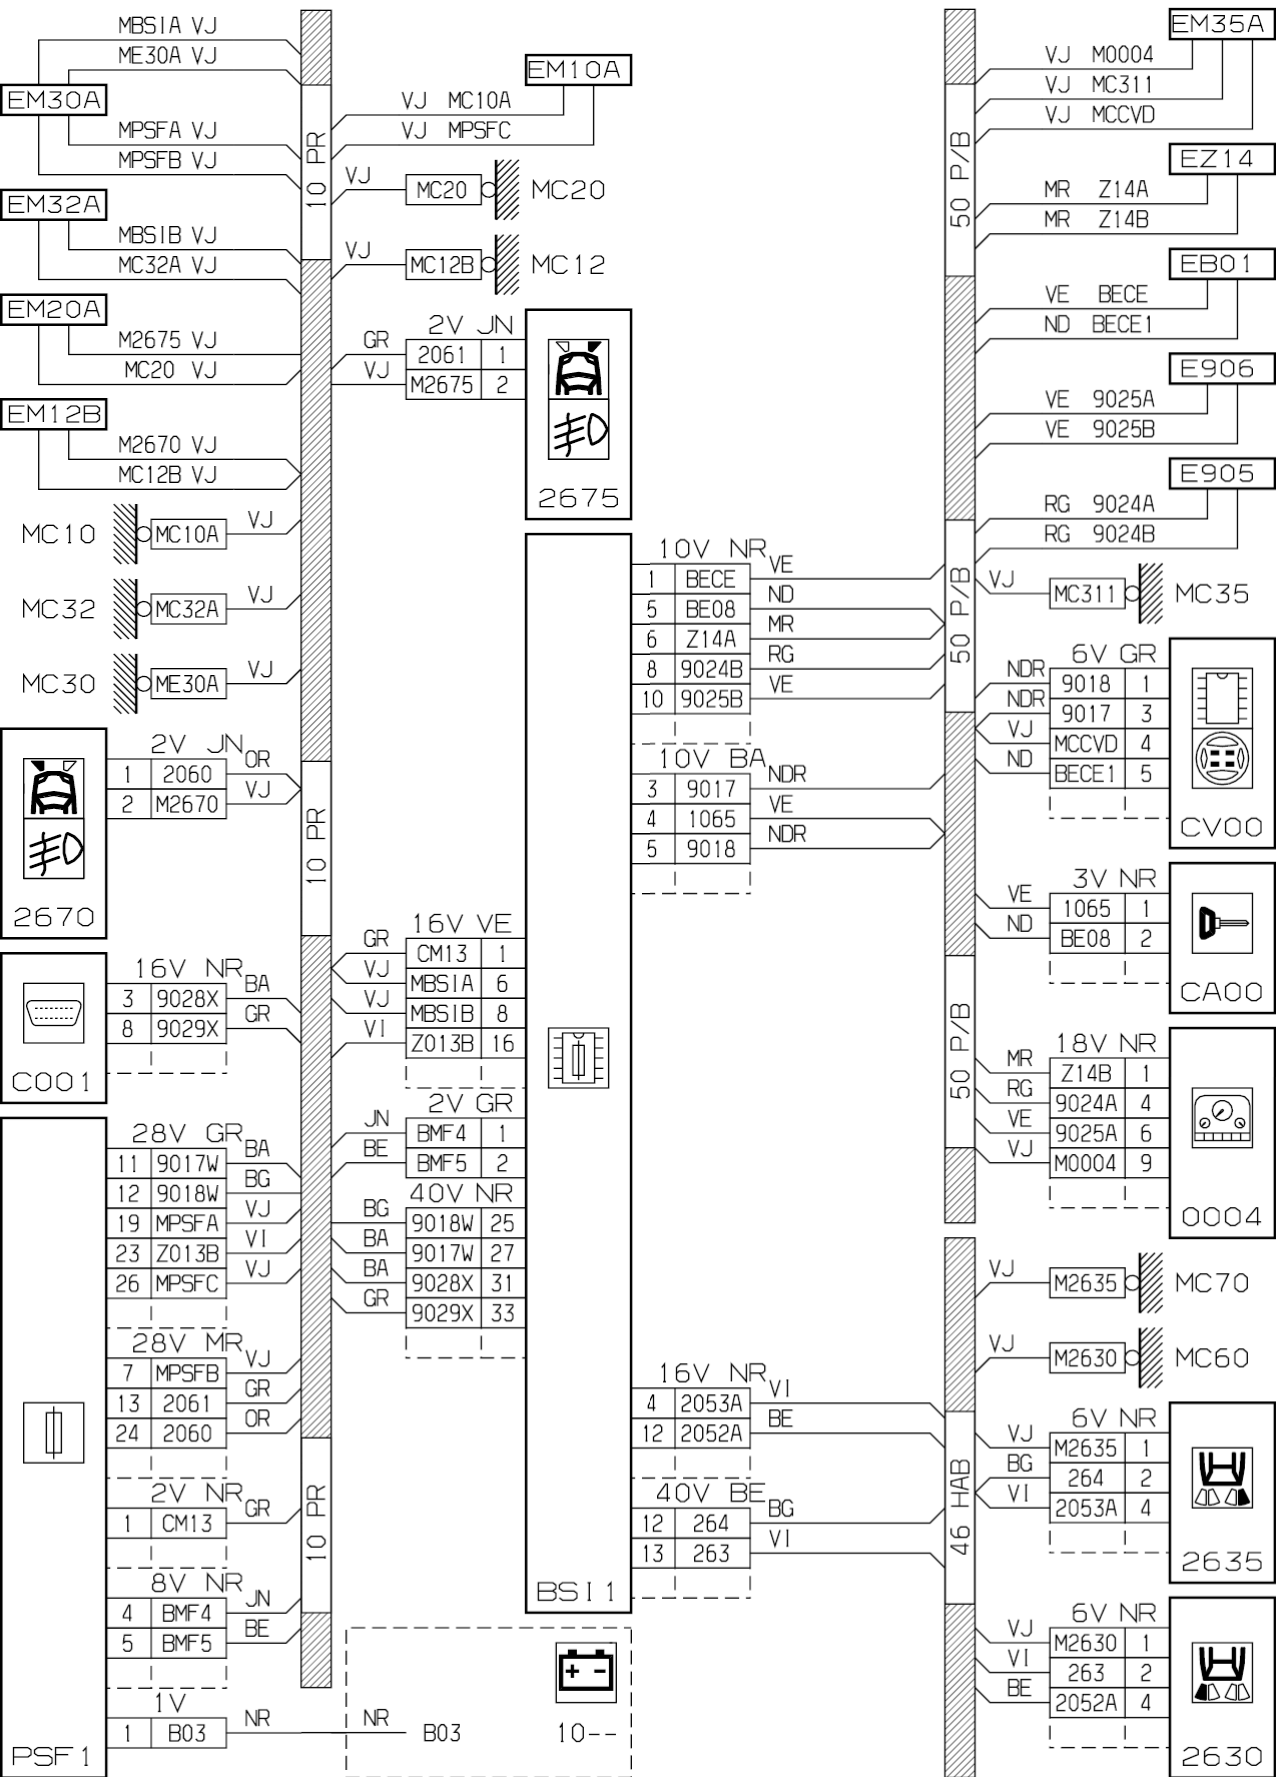 MBSIA VJ
ME30A VJ
EM30A
MPSFA VJ
MPSFB VJ
EM32A
MBSIB VJ
MC32A VJ
EM20A
M2675 VJ
MC20 VJ
EM12B
M2670 VJ
MC12B VJ
MC10 MC10A VJ
MC32 MC32A VJ
MC30 ME30A VJ
2V JN
1 2060 OR
2 M2670 VJ
2670
16V NR
3 9028X BA
8 9029X GR
C001
28V GR
11 9017W BA
12 9018W BG
19 MPSFA VJ
23 Z013B VI
26 MPSFC VJ
28V MR
7 MPSFB VJ
13 2061 GR
24 2060 OR
2V NR
1 CM13 GR
8V NR
4 BMF4 JN
5 BMF5 BE
1V
1 B03 NR
PSF1
10 PR
10 PR
10 PR
EM10A
VJ MC10A
VJ MPSFC
VJ MC20 MC20
VJ MC12B MC12
2V JN
GR 2061 1
VJ M2675 2
2675
16V VE
GR CM13 1
VJ MBSIA 6
VJ MBSIB 8
VI Z013B 16
2V GR
JN BMF4 1
BE BMF5 2
40V NR
BG 9018W 25
BA 9017W 27
BA 9028X 31
GR 9029X 33
NR B03
+ -
10--
BSI1
10V NR
1 BECE VE
5 BE08 ND
6 Z14A MR
8 9024B RG
10 9025B VE
10V BA
3 9017 NDR
4 1065 VE
5 9018 NDR
16V NR
4 2053A VI
12 2052A BE
40V BE
12 264 BG
13 263 VI
50 P/B
50 P/B
50 P/B
46 HAB
EM35A
VJ M0004
VJ MC311
VJ MCCVD
EZ14
MR Z14A
MR Z14B
EB01
VE BECE
ND BECE1
E906
VE 9025A
VE 9025B
E905
RG 9024A
RG 9024B
VJ MC311 MC35
6V GR
NDR 9018 1
NDR 9017 3
VJ MCCVD 4
ND BECE1 5
CV00
3V NR
VE 1065 1
ND BE08 2
CA00
18V NR
MR Z14B 1
RG 9024A 4
VE 9025A 6
VJ M0004 9
0004
VJ M2635 MC70
VJ M2630 MC60
6V NR
VJ M2635 1
BG 264 2
VI 2053A 4
2635
6V NR
VJ M2630 1
VI 263 2
BE 2052A 4
2630